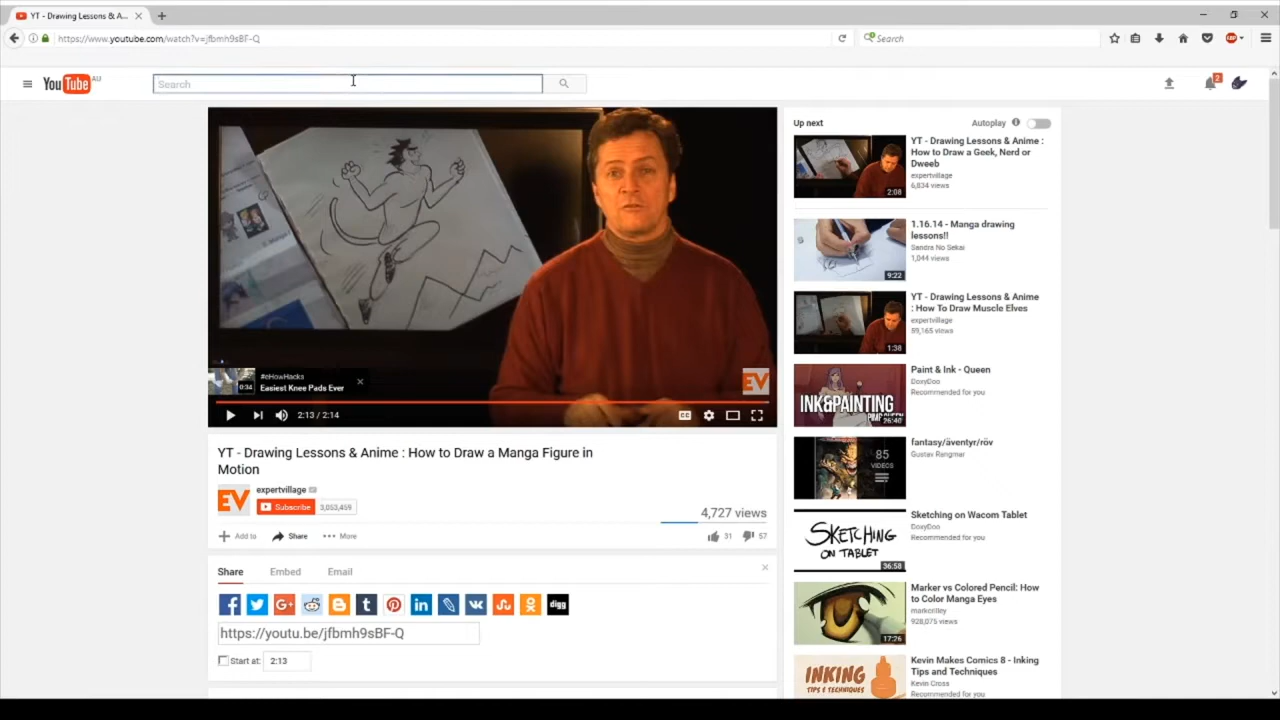 YT - Drawing Lessons & A...
https://www.youtube.com/watch?v=jfbmh9sBF-Q
Search
YouTube AU
Search
2
#eHowHacks
Easiest Knee Pads Ever
0:34
EV
2:13 / 2:14
CC
YT - Drawing Lessons & Anime : How to Draw a Manga Figure in
Motion
EV
expertvillage
Subscribe
3,053,459
4,727 views
Add to
Share
More
31
57
Share
Embed
Email
digg
https://youtu.be/jfbmh9sBF-Q
Start at:
2:13
Up next
Autoplay
YT - Drawing Lessons & Anime :
How to Draw a Geek, Nerd or
Dweeb
expertvillage
6,834 views
2:08
1.16.14 - Manga drawing
lessons!!
Sandra No Sekai
1,044 views
9:22
YT - Drawing Lessons & Anime
: How To Draw Muscle Elves
expertvillage
59,165 views
1:38
Paint & Ink - Queen
DoxyDoo
Recommended for you
INK&PAINTING
26:40
fantasy/äventyr/röv
Gustav Rangmar
85
VIDEOS
Sketching on Wacom Tablet
DoxyDoo
Recommended for you
SKETCHING
ON TABLET
36:58
Marker vs Colored Pencil: How
to Color Manga Eyes
markcrilley
928,075 views
17:26
Kevin Makes Comics 8 - Inking
Tips and Techniques
Kevin Cross
Recommended for you
INKING
TIPS & TECHNIQUES